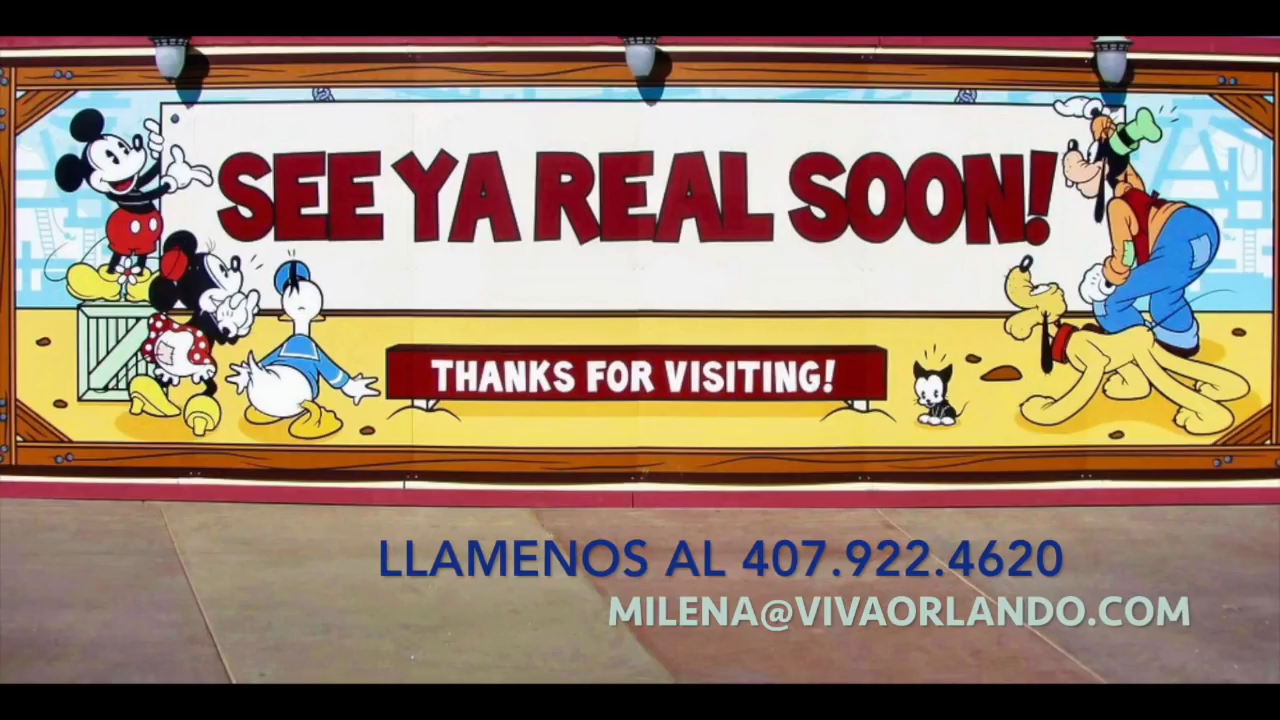 SEE YA REAL SOON!
THANKS FOR VISITING!
LLAMENOS AL 407.922.4620
MILENA@VIVAORLANDO.COM